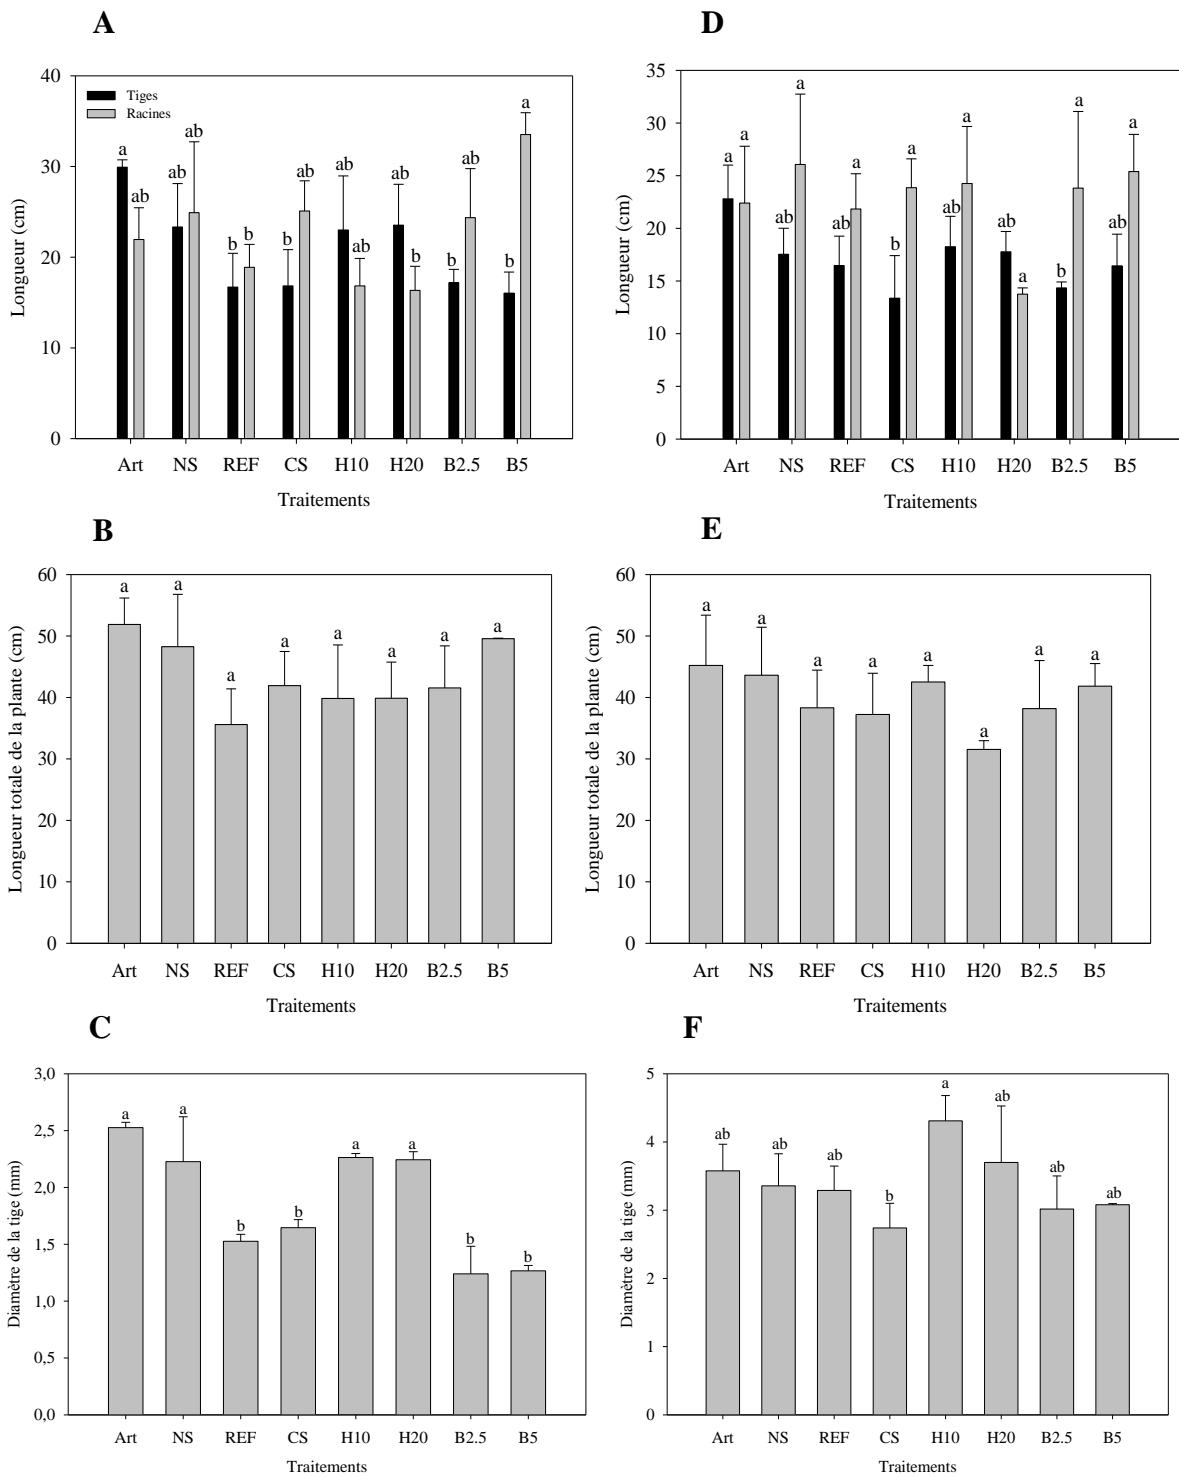 A
Longueur (cm)
40
30
20
10
0
Tiges
Racines
a ab ab ab b b b ab ab ab ab b b ab b a
Art NS REF CS H10 H20 B2.5 B5
Traitements
D
Longueur (cm)
35
30
25
20
15
10
5
0
a a ab a ab a b a ab a ab a b a ab a
Art NS REF CS H10 H20 B2.5 B5
Traitements
B
Longueur totale de la plante (cm)
60
50
40
30
20
10
0
a a a a a a a a
Art NS REF CS H10 H20 B2.5 B5
Traitements
E
Longueur totale de la plante (cm)
60
50
40
30
20
10
0
a a a a a a a a
Art NS REF CS H10 H20 B2.5 B5
Traitements
C
Diamètre de la tige (mm)
3,0
2,5
2,0
1,5
1,0
0,5
0,0
a a b b a a b b
Art NS REF CS H10 H20 B2.5 B5
Traitements
F
Diamètre de la tige (mm)
5
4
3
2
1
0
ab ab ab b a ab ab ab
Art NS REF CS H10 H20 B2.5 B5
Traitements